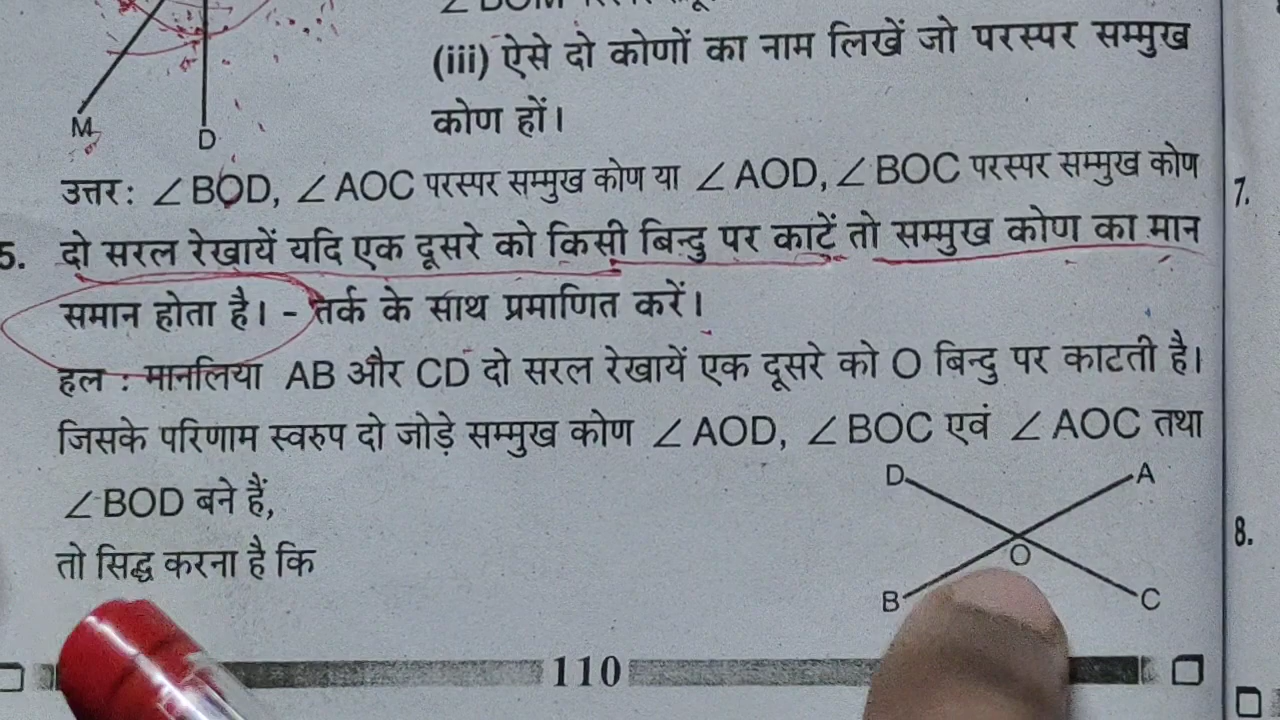 (iii) ऐसे दो कोणों का नाम लिखें जो परस्पर सम्मुख
कोण हों।
M
D
उत्तर: ∠BOD, ∠AOC परस्पर सम्मुख कोण या ∠AOD, ∠BOC परस्पर सम्मुख कोण
7.
5. दो सरल रेखायें यदि एक दूसरे को किसी बिन्दु पर काटें तो सम्मुख कोण का मान
समान होता है। - तर्क के साथ प्रमाणित करें।
हल : मानलिया AB और CD दो सरल रेखायें एक दूसरे को O बिन्दु पर काटती है।
जिसके परिणाम स्वरुप दो जोड़े सम्मुख कोण ∠AOD, ∠BOC एवं ∠AOC तथा
∠BOD बने हैं,
D A
8.
तो सिद्ध करना है कि
O
B C
110